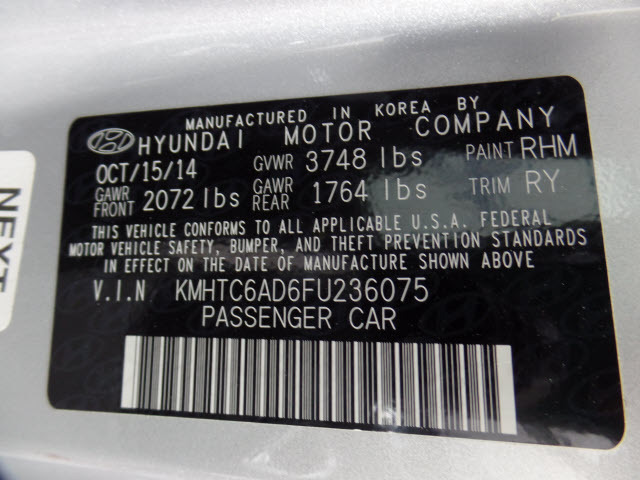 MANUFACTURED IN KOREA BY
HYUNDAI MOTOR COMPANY
OCT/15/14 GVWR 3748 lbs PAINT RHM
GAWR FRONT 2072 lbs GAWR REAR 1764 lbs TRIM RY
THIS VEHICLE CONFORMS TO ALL APPLICABLE U.S.A. FEDERAL
MOTOR VEHICLE SAFETY, BUMPER, AND THEFT PREVENTION STANDARDS
IN EFFECT ON THE DATE OF MANUFACTURE SHOWN ABOVE
V.I.N KMHTC6AD6FU236075
PASSENGER CAR
NEXT